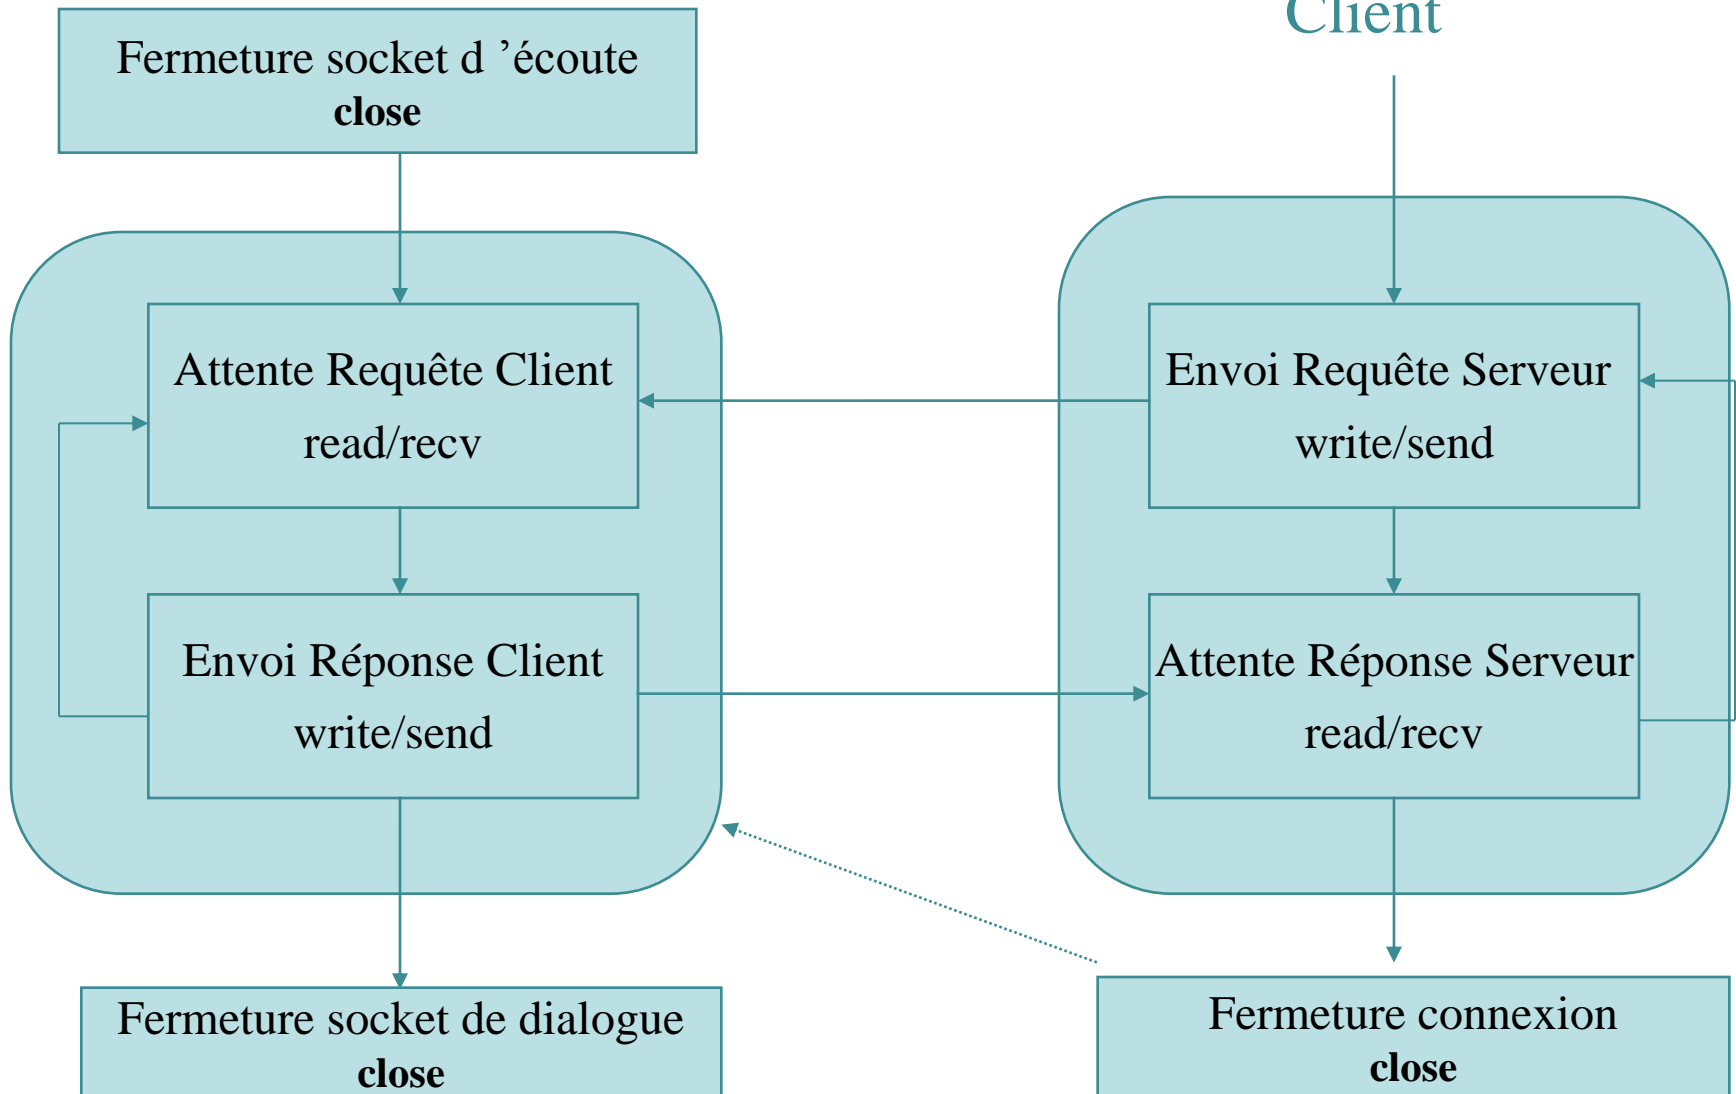 Client
Fermeture socket d ’écoute
close
Attente Requête Client
read/recv
Envoi Requête Serveur
write/send
Envoi Réponse Client
write/send
Attente Réponse Serveur
read/recv
Fermeture socket de dialogue
close
Fermeture connexion
close